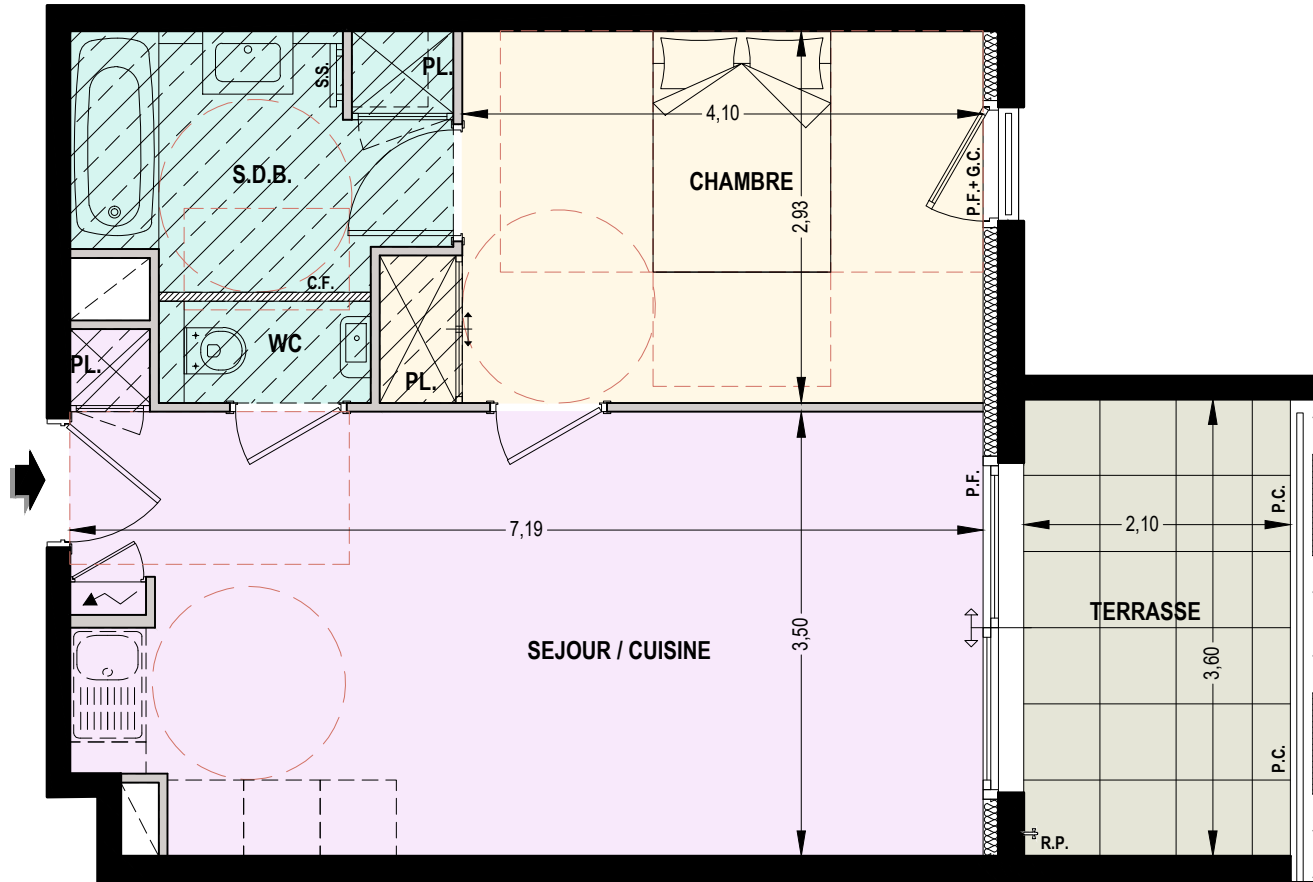 PL.
S.S.
4,10
S.D.B.
CHAMBRE
P.F.+ G.C.
2,93
C.F.
WC
PL.
PL.
P.F.
P.C.
7,19
2,10
TERRASSE
3,50
SEJOUR / CUISINE
3,60
P.C.
R.P.